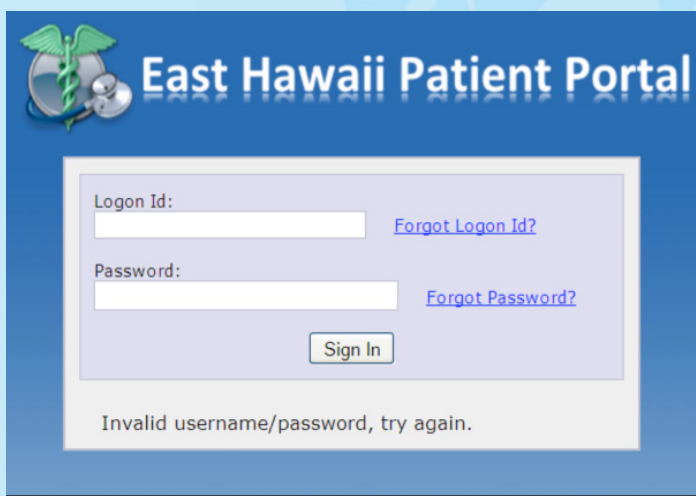 East Hawaii Patient Portal
Logon Id:
Forgot Logon Id?
Password:
Forgot Password?
Sign In
Invalid username/password, try again.